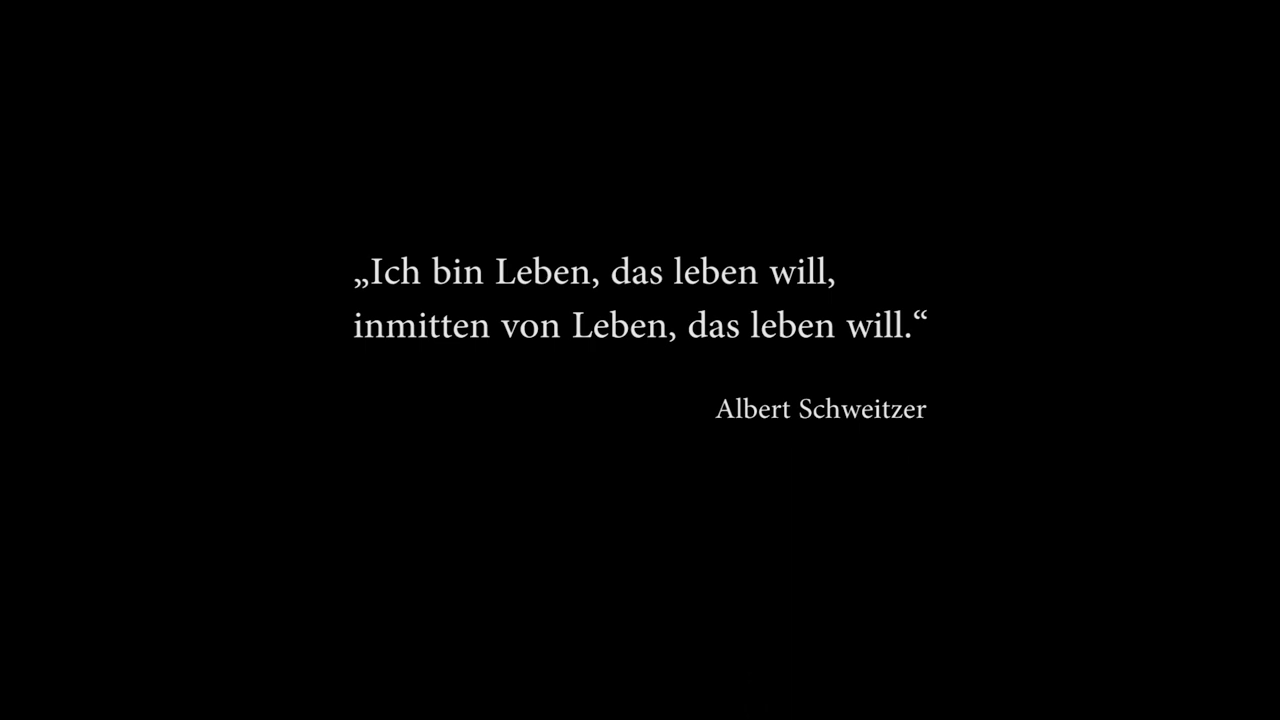 „Ich bin Leben, das leben will,
inmitten von Leben, das leben will.“
Albert Schweitzer